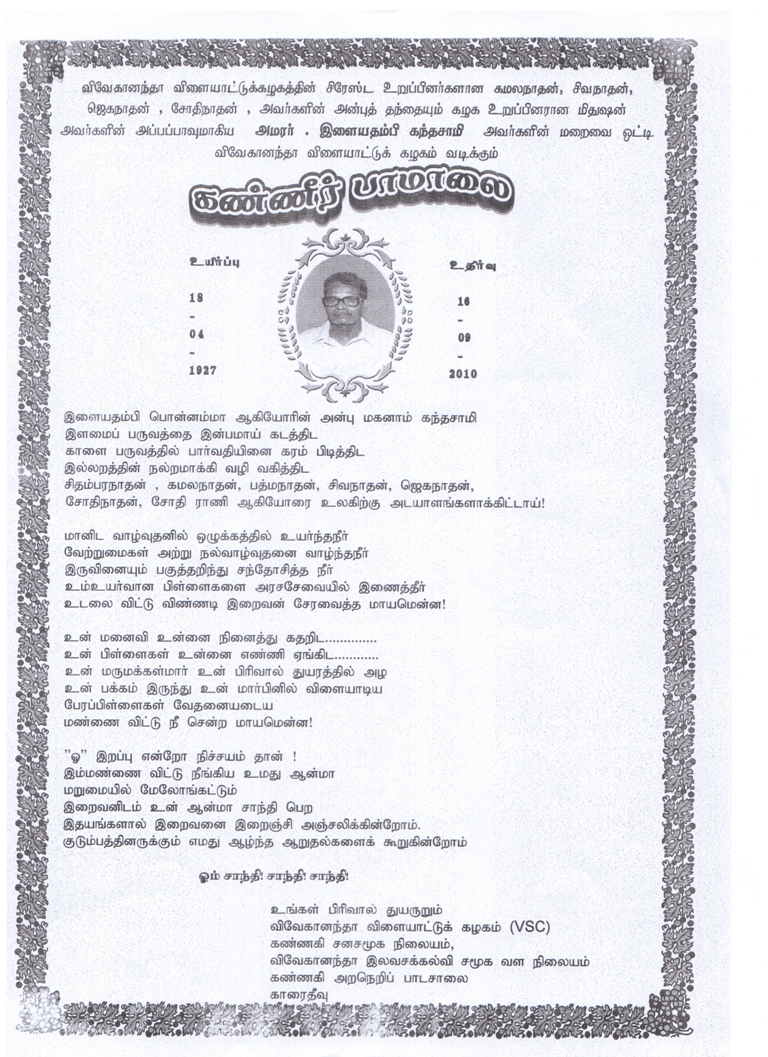 விவேகானந்தா விளையாட்டுக்கழகத்தின் சிரேஸ்ட உறுப்பினர்களான கமலநாதன், சிவநாதன்,
ஜெகநாதன் , சோதிநாதன் , அவர்களின் அன்புத் தந்தையும் கழக உறுப்பினரான மிதுஷன்
அவர்களின் அப்பப்பாவுமாகிய அமரர் . இளையதம்பி கந்தசாமி அவர்களின் மறைவை ஒட்டி
விவேகானந்தா விளையாட்டுக் கழகம் வடிக்கும்
கண்ணீர் பாமாலை
உயிர்ப்பு
18
-
04
-
1927
உதிர்வு
16
-
09
-
2010
இளையதம்பி பொன்னம்மா ஆகியோரின் அன்பு மகனாம் கந்தசாமி
இளமைப் பருவத்தை இன்பமாய் கடத்திட
காளை பருவத்தில் பார்வதியினை கரம் பிடித்திட
இல்லறத்தின் நல்றமாக்கி வழி வகித்திட
சிதம்பரநாதன் , கமலநாதன், பத்மநாதன், சிவநாதன், ஜெகநாதன்,
சோதிநாதன், சோதி ராணி ஆகியோரை உலகிற்கு அடயாளங்களாக்கிட்டாய்!
மானிட வாழ்வுதனில் ஒழுக்கத்தில் உயர்ந்தநீர்
வேற்றுமைகள் அற்று நல்வாழ்வுதனை வாழ்ந்தநீர்
இருவினையும் பகுத்தறிந்து சந்தோசித்த நீர்
உம்உயர்வான பிள்ளைகளை அரசசேவையில் இணைத்தீர்
உடலை விட்டு விண்ணடி இறைவன் சேரவைத்த மாயமென்ன!
உன் மனைவி உன்னை நினைத்து கதறிட..............
உன் பிள்ளைகள் உன்னை எண்ணி ஏங்கிட............
உன் மருமக்கள்மார் உன் பிரிவால் துயரத்தில் அழ
உன் பக்கம் இருந்து உன் மார்பினில் விளையாடிய
பேரப்பிள்ளைகள் வேதனையடைய
மண்ணை விட்டு நீ சென்ற மாயமென்ன!
"ஓ" இறப்பு என்றோ நிச்சயம் தான் !
இம்மண்ணை விட்டு நீங்கிய உமது ஆன்மா
மறுமையில் மேலோங்கட்டும்
இறைவனிடம் உன் ஆன்மா சாந்தி பெற
இதயங்களால் இறைவனை இறைஞ்சி அஞ்சலிக்கின்றோம்.
குடும்பத்தினருக்கும் எமது ஆழ்ந்த ஆறுதல்களைக் கூறுகின்றோம்
ஓம் சாந்தி! சாந்தி! சாந்தி!
உங்கள் பிரிவால் துயருறும்
விவேகானந்தா விளையாட்டுக் கழகம் (VSC)
கண்ணகி சனசமூக நிலையம்,
விவேகானந்தா இலவசக்கல்வி சமூக வள நிலையம்
கண்ணகி அறநெறிப் பாடசாலை
காரைதீவு